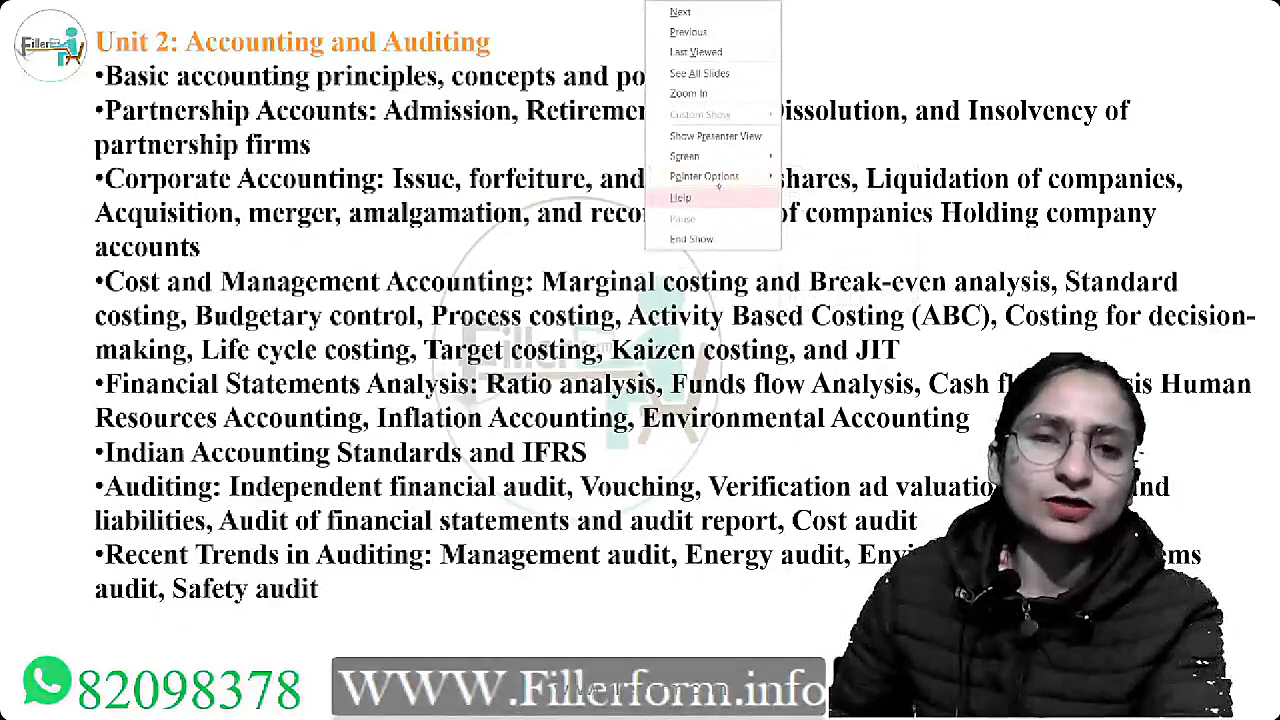 Filler
Unit 2: Accounting and Auditing
•Basic accounting principles, concepts and po
•Partnership Accounts: Admission, Retiremen Dissolution, and Insolvency of
partnership firms
•Corporate Accounting: Issue, forfeiture, and shares, Liquidation of companies,
Acquisition, merger, amalgamation, and reco of companies Holding company
accounts
•Cost and Management Accounting: Marginal costing and Break-even analysis, Standard
costing, Budgetary control, Process costing, Activity Based Costing (ABC), Costing for decision-
making, Life cycle costing, Target costing, Kaizen costing, and JIT
•Financial Statements Analysis: Ratio analysis, Funds flow Analysis, Cash Human
Resources Accounting, Inflation Accounting, Environmental Accounting
•Indian Accounting Standards and IFRS
•Auditing: Independent financial audit, Vouching, Verification ad valuatio and
liabilities, Audit of financial statements and audit report, Cost audit
•Recent Trends in Auditing: Management audit, Energy audit, Envi ems
audit, Safety audit
Next
Previous
Last Viewed
See All Slides
Zoom In
Custom Show
Show Presenter View
Screen
Pointer Options
Help
Pause
End Show
82098378
WWW.Fillerform.info